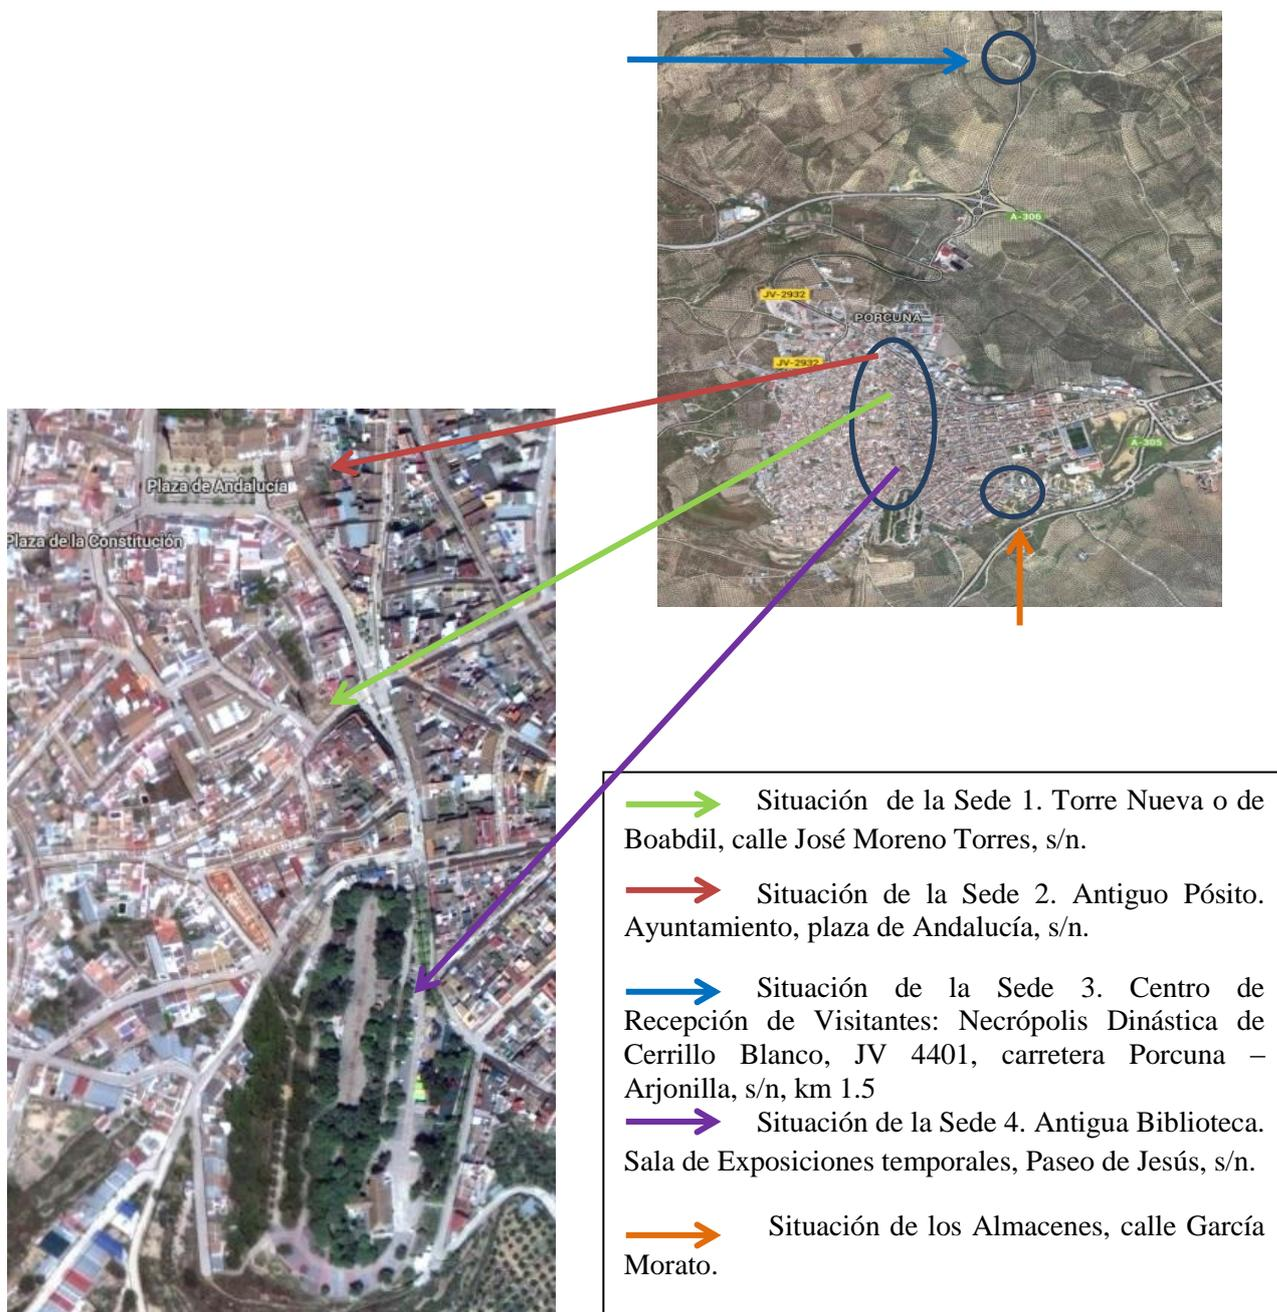 A-306
JV-2932
PORCUNA
JV-2932
A-305
Plaza de Andalucía
Plaza de la Constitución
Situación de la Sede 1. Torre Nueva o de
Boabdil, calle José Moreno Torres, s/n.
Situación de la Sede 2. Antiguo Pósito.
Ayuntamiento, plaza de Andalucía, s/n.
Situación de la Sede 3. Centro de
Recepción de Visitantes: Necrópolis Dinástica de
Cerrillo Blanco, JV 4401, carretera Porcuna –
Arjonilla, s/n, km 1.5
Situación de la Sede 4. Antigua Biblioteca.
Sala de Exposiciones temporales, Paseo de Jesús, s/n.
Situación de los Almacenes, calle García
Morato.